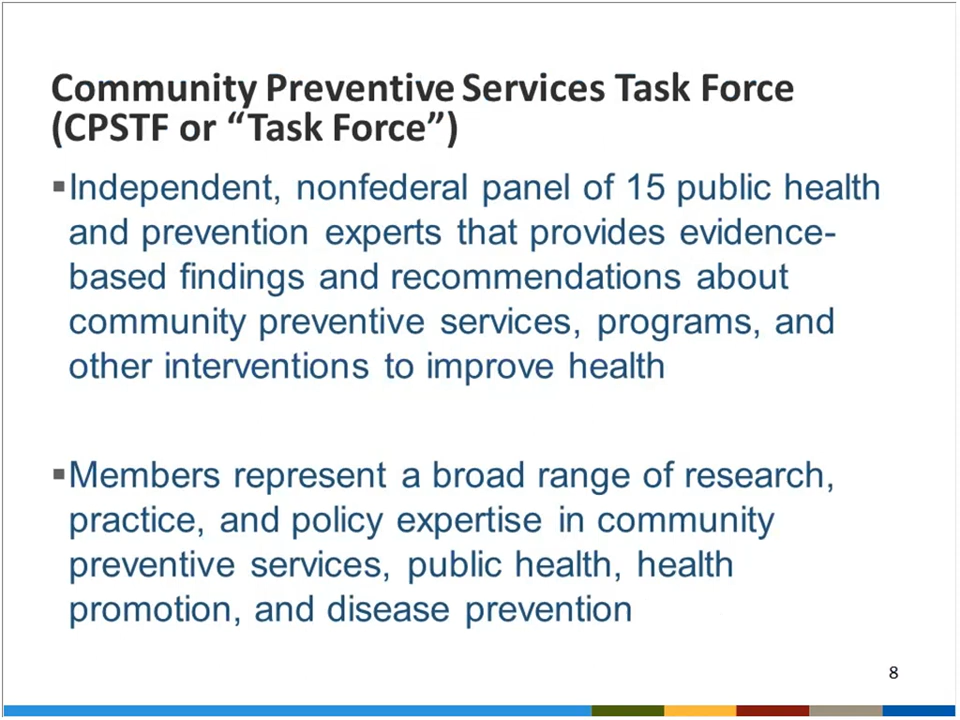 Community Preventive Services Task Force
(CPSTF or “Task Force”)
▪Independent, nonfederal panel of 15 public health
and prevention experts that provides evidence-
based findings and recommendations about
community preventive services, programs, and
other interventions to improve health
▪Members represent a broad range of research,
practice, and policy expertise in community
preventive services, public health, health
promotion, and disease prevention
8